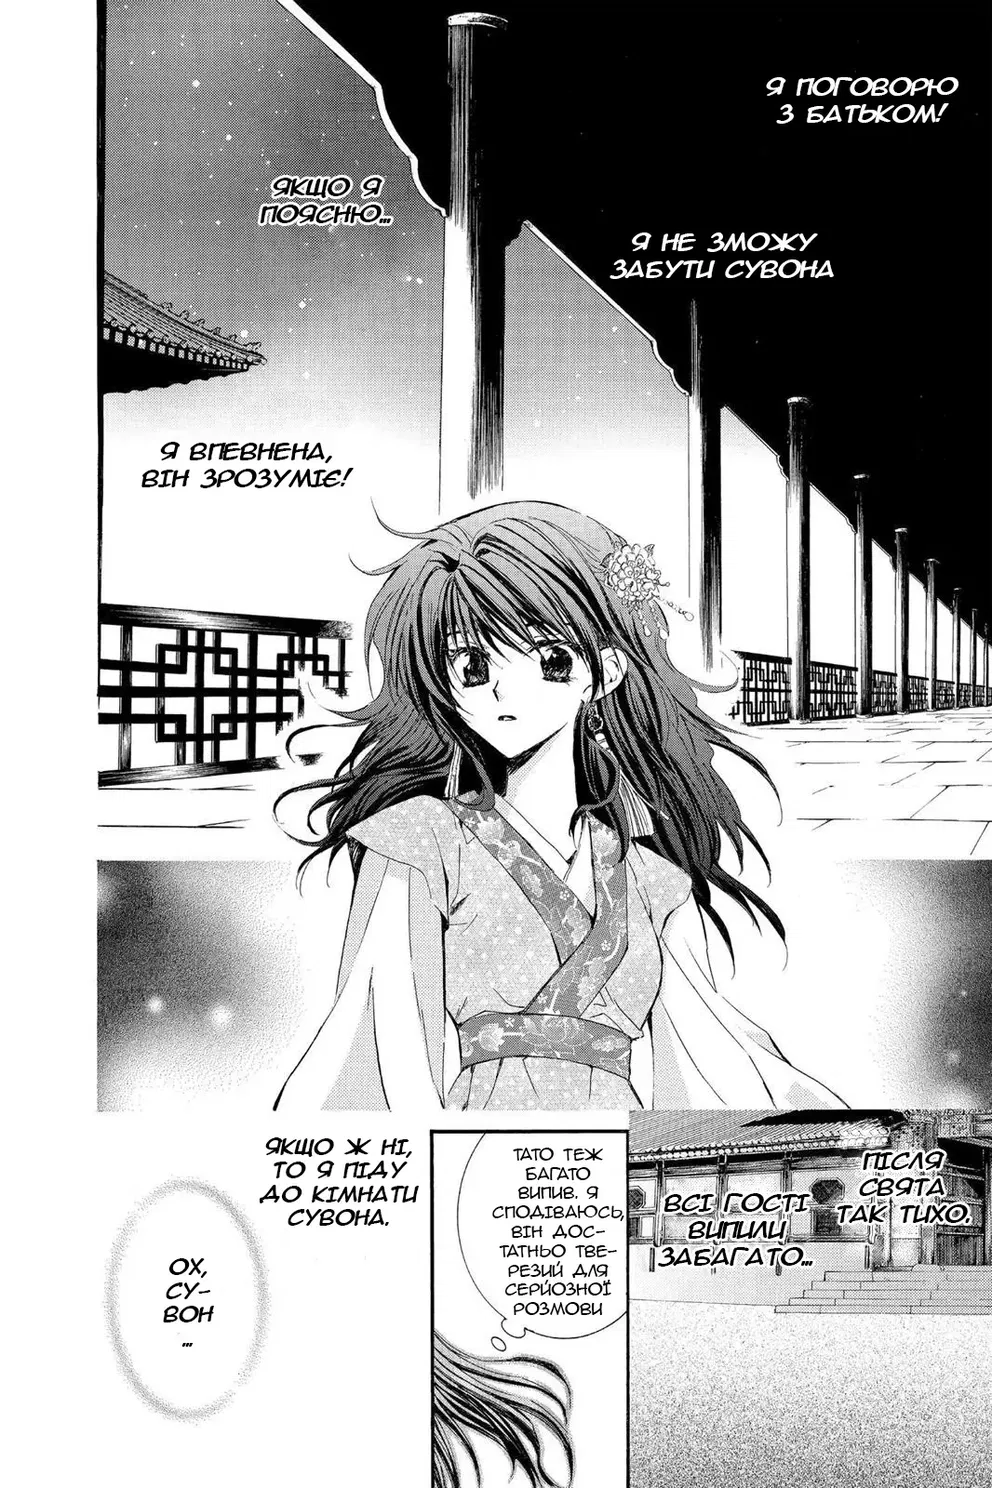 Я ПОГОВОРЮ
З БАТЬКОМ!
Я НЕ ЗМОЖУ
ЗАБУТИ СУВОНА
ЯКЩО Я
ПОЯСНЮ...
Я ВПЕВНЕНА,
ВІН ЗРОЗУМІЄ!
ПІСЛЯ
СВЯТА
ТАК ТИХО.
ВСІ ГОСТІ
ВИПИЛИ
ЗАБАГАТО...
ТАТО ТЕЖ
БАГАТО
ВИПИВ. Я
СПОДІВАЮСЬ,
ВІН ДОС-
ТАТНЬО ТВЕ-
РЕЗИЙ ДЛЯ
СЕРЙОЗНОЇ
РОЗМОВИ
ЯКЩО Ж НІ,
ТО Я ПІДУ
ДО КІМНАТИ
СУВОНА.
ОХ,
СУ-
ВОН
...